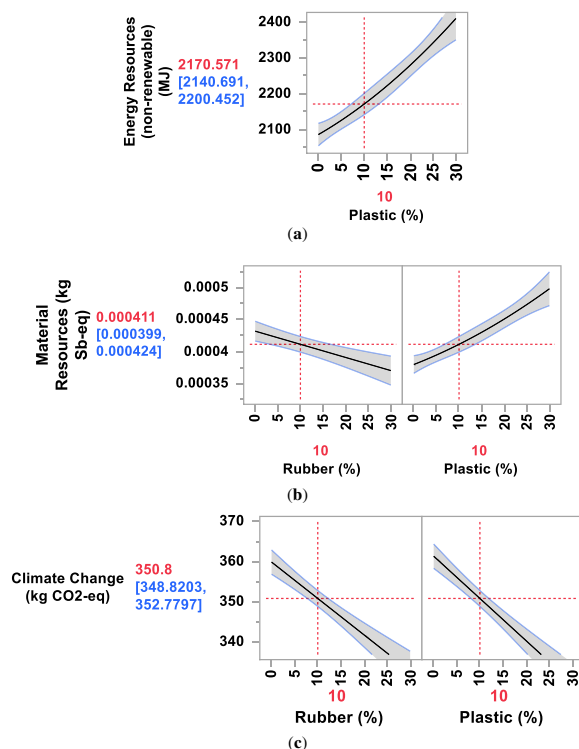 Energy Resources
(non-renewable)
(MJ)
2170.571
[2140.691,
2200.452]
2400
2300
2200
2100
0 5 10 15 20 25 30
10
Plastic (%)
(a)
Material
Resources (kg
Sb-eq)
0.000411
[0.000399,
0.000424]
0.0005
0.00045
0.0004
0.00035
0 5 10 15 20 25 30 0 5 10 15 20 25 30
10 10
Rubber (%) Plastic (%)
(b)
Climate Change
(kg CO2-eq)
350.8
[348.8203,
352.7797]
370
360
350
340
0 5 10 15 20 25 30 0 5 10 15 20 25 30
10 10
Rubber (%) Plastic (%)
(c)